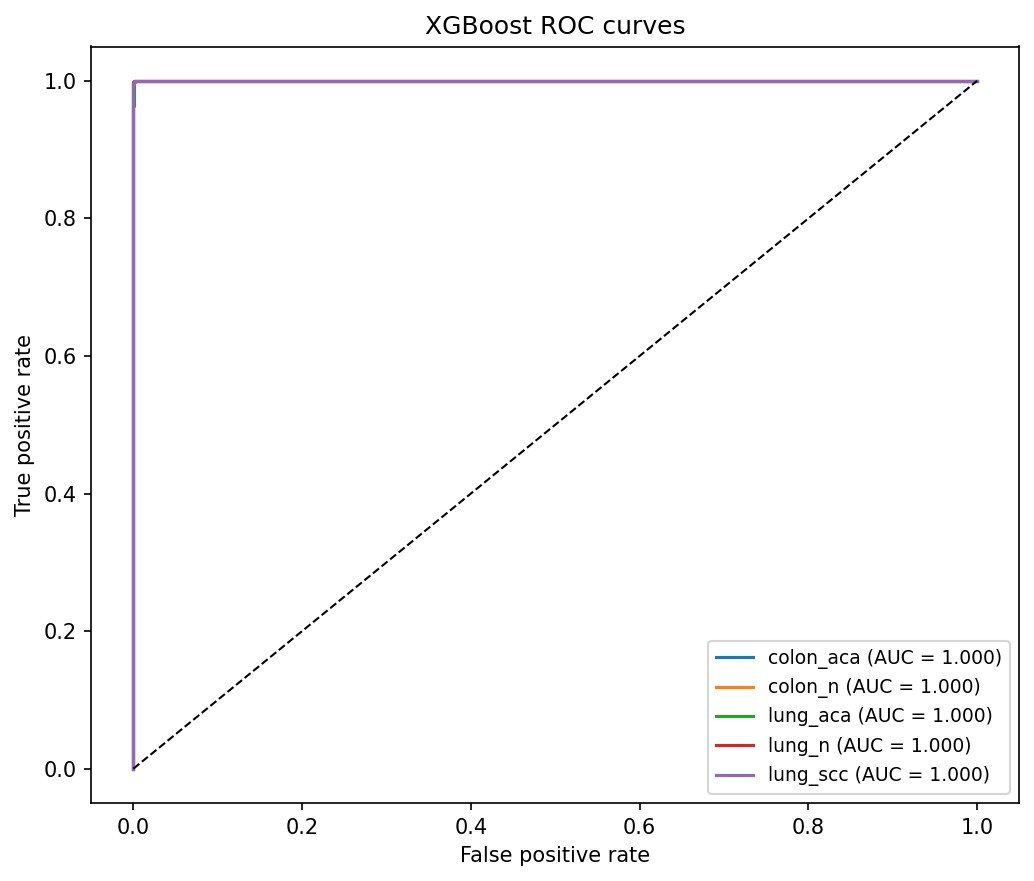 XGBoost ROC curves
1.0
0.8
0.6
0.4
0.2
0.0
True positive rate
colon_aca (AUC = 1.000)
colon_n (AUC = 1.000)
lung_aca (AUC = 1.000)
lung_n (AUC = 1.000)
lung_scc (AUC = 1.000)
0.0 0.2 0.4 0.6 0.8 1.0
False positive rate